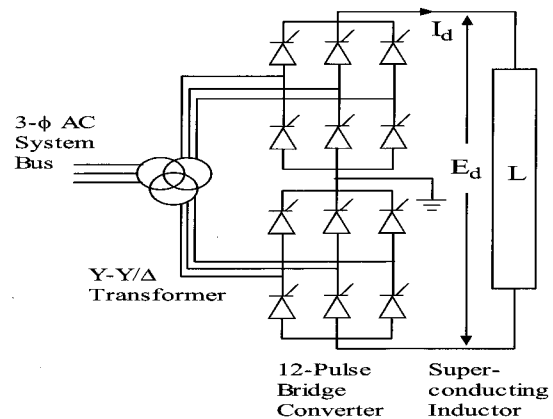 I_d
3-ϕ AC
System
Bus
E_d
L
Y-Y/Δ
Transformer
12-Pulse
Bridge
Converter
Super-
conducting
Inductor